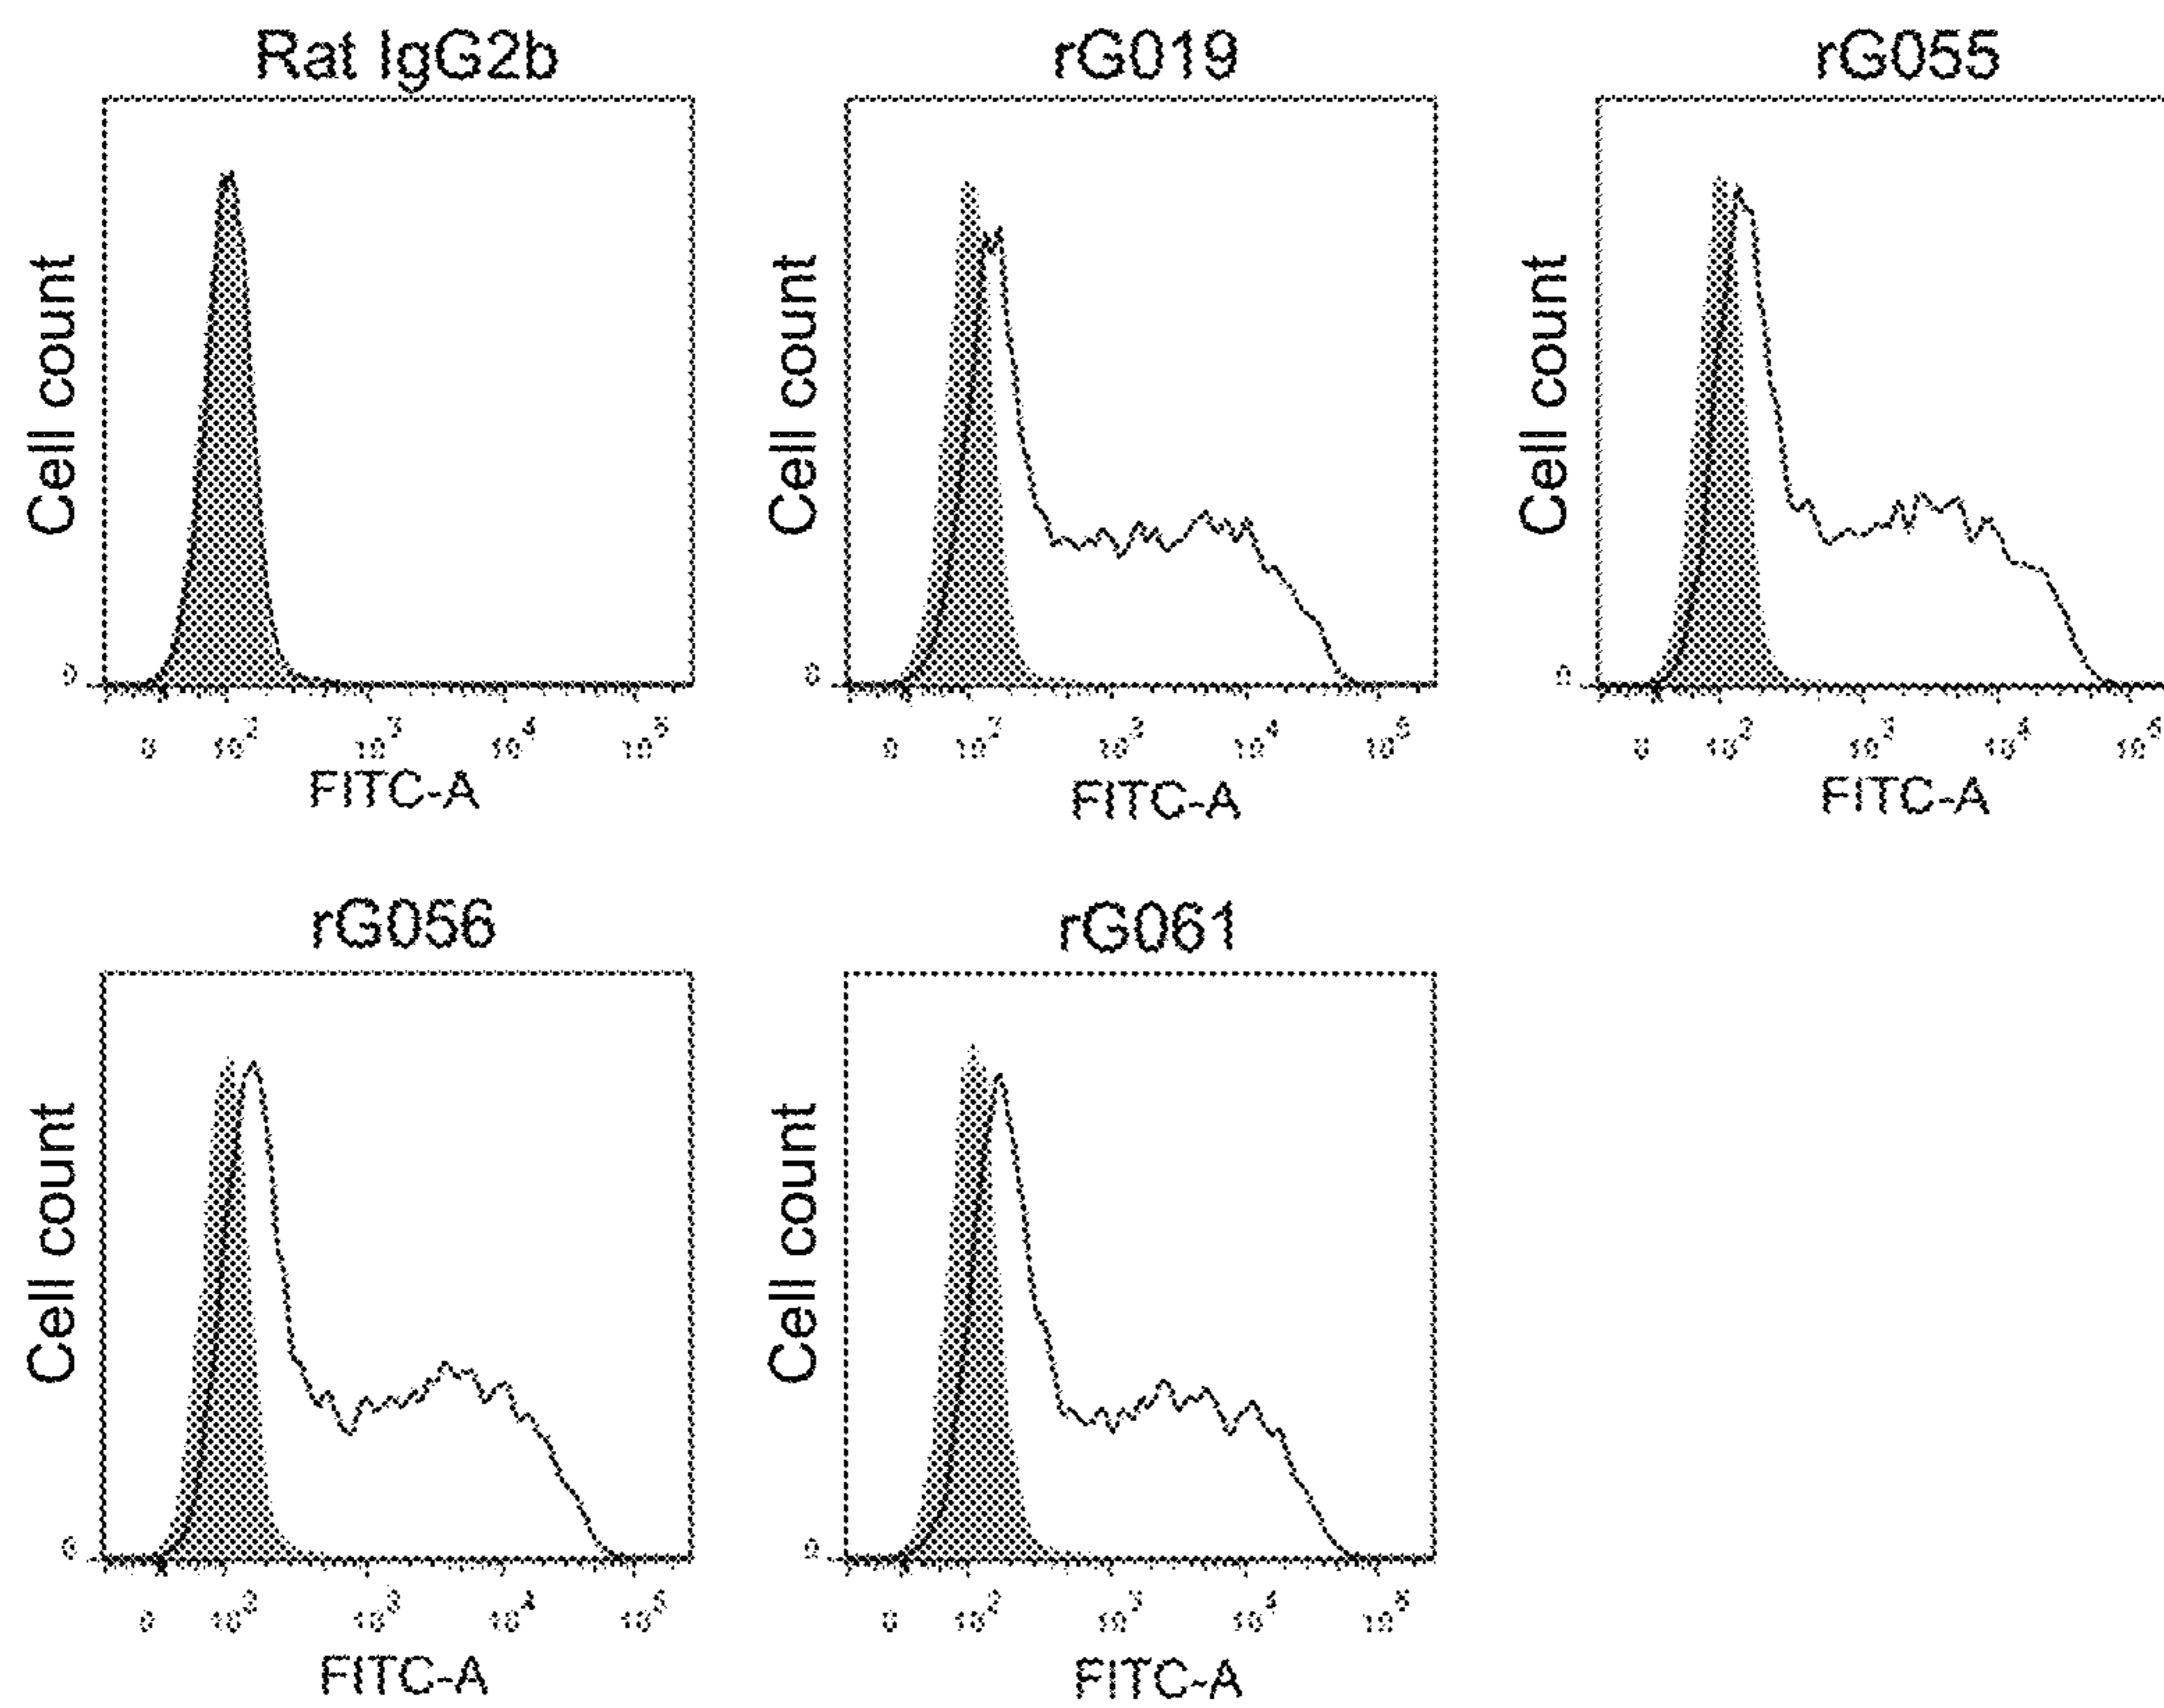 Rat IgG2b
rG019
rG055
Cell count
Cell count
Cell count
0
0
0
0 10² 10³ 10⁴ 10⁵
0 10² 10³ 10⁴ 10⁵
0 10² 10³ 10⁴ 10⁵
FITC-A
FITC-A
FITC-A
rG056
rG061
Cell count
Cell count
0
0
0 10² 10³ 10⁴ 10⁵
0 10² 10³ 10⁴ 10⁵
FITC-A
FITC-A